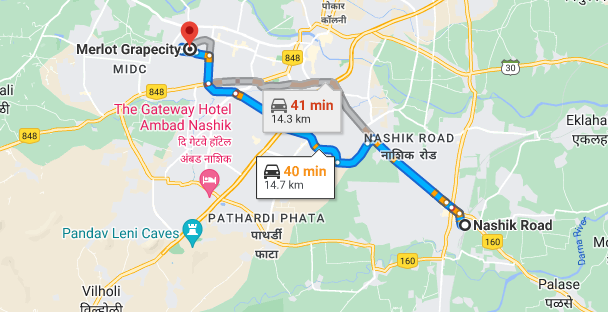 पोकार
कॉलनी
Merlot Grapecity
MIDC
848
848
30
ali
ळी
41 min
14.3 km
The Gateway Hotel
Ambad Nashik
दि गेटवे हॉटेल
अंबड नाशिक
848
NASHIK ROAD
नाशिक रोड
Eklaha
एकलह
40 min
14.7 km
PATHARDI PHATA
पाथर्डी
फाटा
Nashik Road
160
Pandav Leni Caves
160
Darna River
Palase
पळसे
Vilholi
विल्होळी